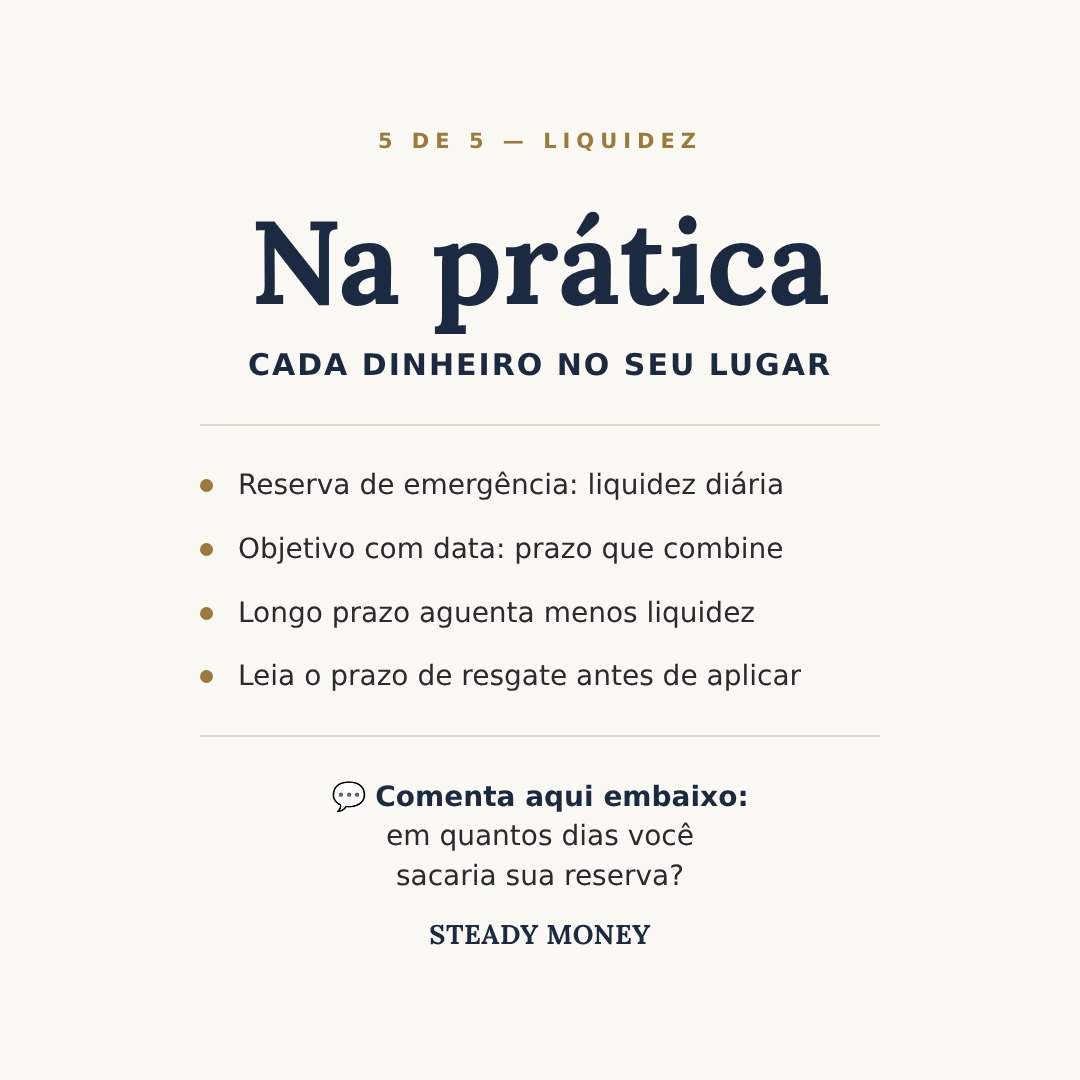 5 DE 5 — LIQUIDEZ
Na prática
CADA DINHEIRO NO SEU LUGAR
Reserva de emergência: liquidez diária
Objetivo com data: prazo que combine
Longo prazo aguenta menos liquidez
Leia o prazo de resgate antes de aplicar
💬 Comenta aqui embaixo:
em quantos dias você
sacaria sua reserva?
STEADY MONEY